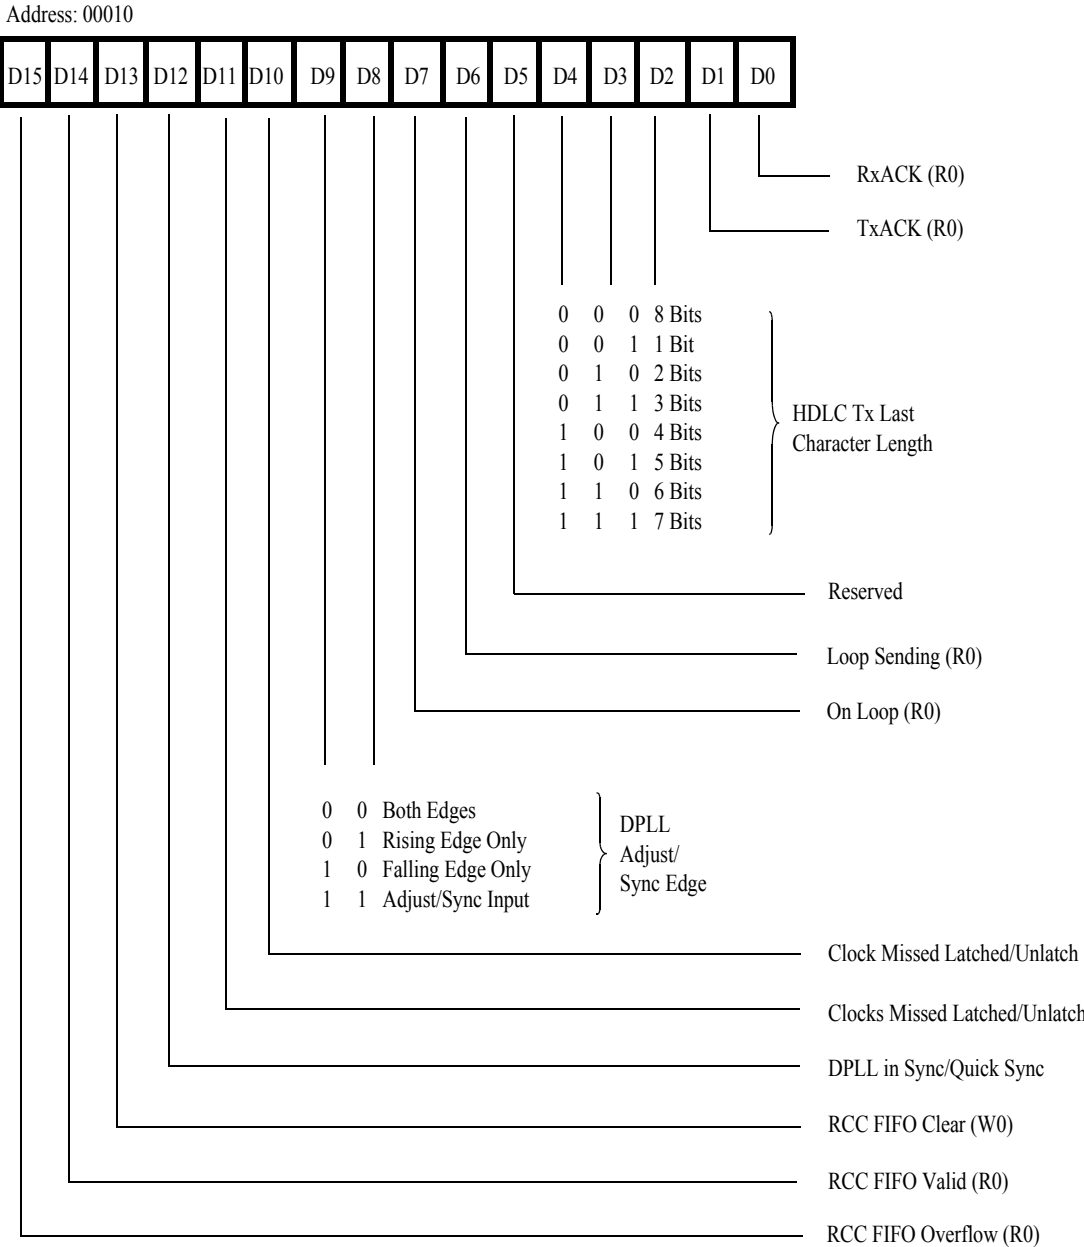 Address: 00010
D15 D14 D13 D12 D11 D10 D9 D8 D7 D6 D5 D4 D3 D2 D1 D0
RxACK (R0)
TxACK (R0)
0 0 0 8 Bits
0 0 1 1 Bit
0 1 0 2 Bits
0 1 1 3 Bits
1 0 0 4 Bits
1 0 1 5 Bits
1 1 0 6 Bits
1 1 1 7 Bits
HDLC Tx Last
Character Length
Reserved
Loop Sending (R0)
On Loop (R0)
0 0 Both Edges
0 1 Rising Edge Only
1 0 Falling Edge Only
1 1 Adjust/Sync Input
DPLL
Adjust/
Sync Edge
Clock Missed Latched/Unlatch
Clocks Missed Latched/Unlatch
DPLL in Sync/Quick Sync
RCC FIFO Clear (W0)
RCC FIFO Valid (R0)
RCC FIFO Overflow (R0)